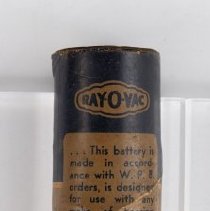 RAY-O-VAC
... This battery is
made in accord-
ance with W. P. B.
orders, is designed
for use with any